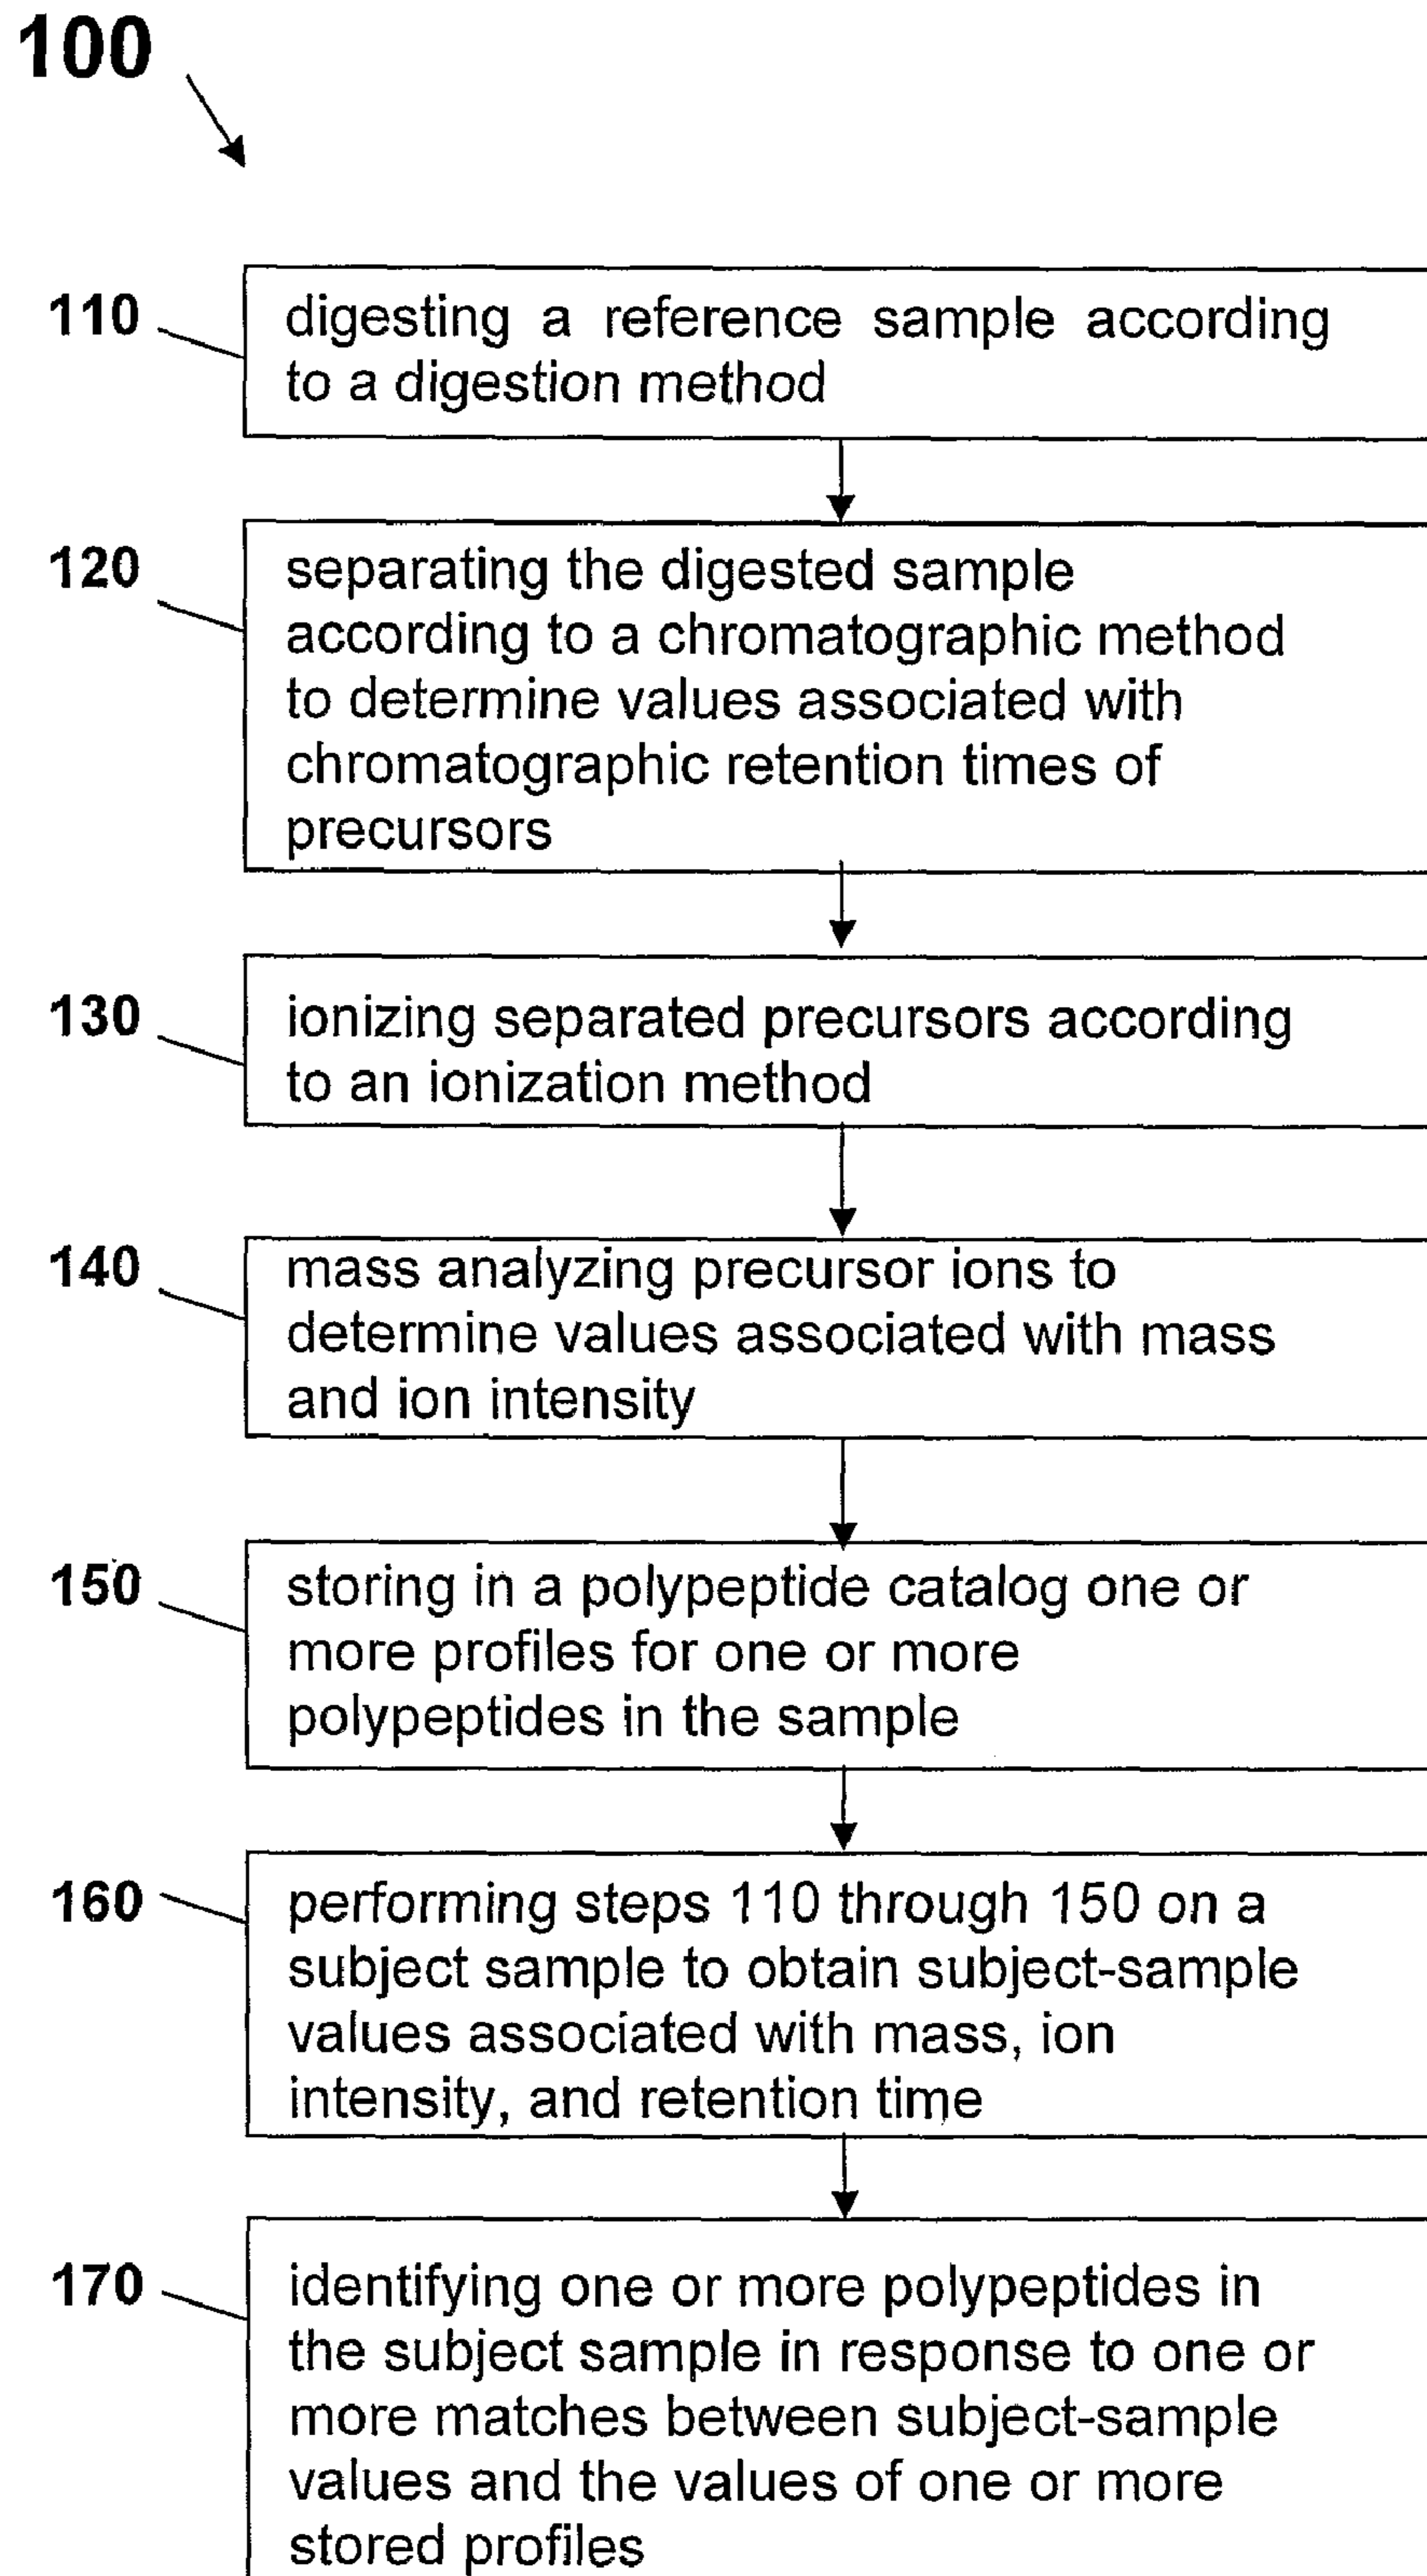 100
110
digesting a reference sample according
to a digestion method
120
separating the digested sample
according to a chromatographic method
to determine values associated with
chromatographic retention times of
precursors
130
ionizing separated precursors according
to an ionization method
140
mass analyzing precursor ions to
determine values associated with mass
and ion intensity
150
storing in a polypeptide catalog one or
more profiles for one or more
polypeptides in the sample
160
performing steps 110 through 150 on a
subject sample to obtain subject-sample
values associated with mass, ion
intensity, and retention time
170
identifying one or more polypeptides in
the subject sample in response to one or
more matches between subject-sample
values and the values of one or more
stored profiles